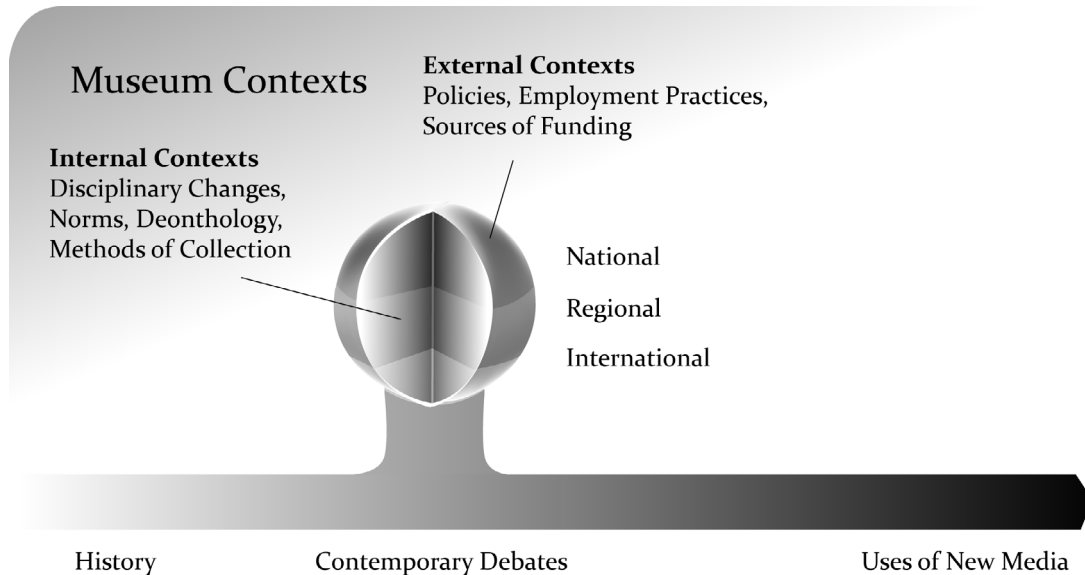 Museum Contexts
External Contexts
Policies, Employment Practices,
Sources of Funding
Internal Contexts
Disciplinary Changes,
Norms, Deonthology,
Methods of Collection
National
Regional
International
History
Contemporary Debates
Uses of New Media